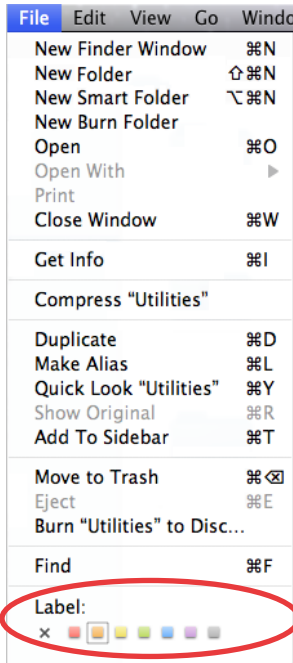 File Edit View Go Windo
New Finder Window ⌘N
New Folder ⇧⌘N
New Smart Folder ⌥⌘N
New Burn Folder
Open ⌘O
Open With ▶
Print
Close Window ⌘W
Get Info ⌘I
Compress “Utilities”
Duplicate ⌘D
Make Alias ⌘L
Quick Look “Utilities” ⌘Y
Show Original ⌘R
Add To Sidebar ⌘T
Move to Trash ⌘⌫
Eject ⌘E
Burn “Utilities” to Disc...
Find ⌘F
Label:
×